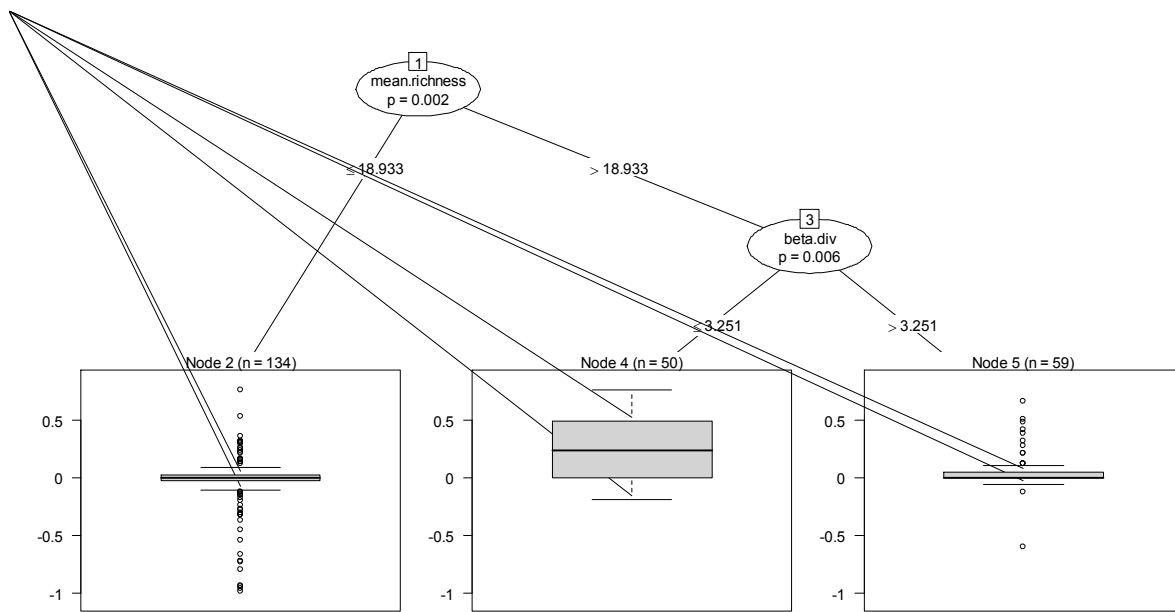 1
mean.richness
p = 0.002
≤ 18.933
> 18.933
3
beta.div
p = 0.006
≤ 3.251
> 3.251
Node 2 (n = 134)
Node 4 (n = 50)
Node 5 (n = 59)
0.5
0
-0.5
-1
0.5
0
-0.5
-1
0.5
0
-0.5
-1